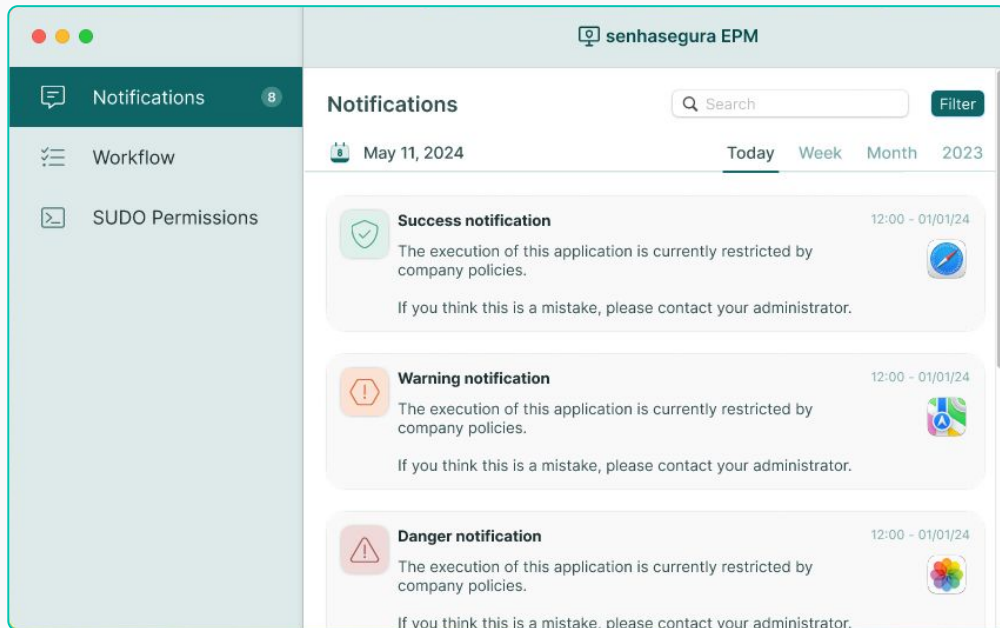 senhasegura EPM
Notifications 8
Workflow
SUDO Permissions
Notifications
Search
Filter
8 May 11, 2024
Today Week Month 2023
Success notification 12:00 - 01/01/24
The execution of this application is currently restricted by
company policies.
If you think this is a mistake, please contact your administrator.
Warning notification 12:00 - 01/01/24
The execution of this application is currently restricted by
company policies.
If you think this is a mistake, please contact your administrator.
Danger notification 12:00 - 01/01/24
The execution of this application is currently restricted by
company policies.
If you think this is a mistake, please contact your administrator.